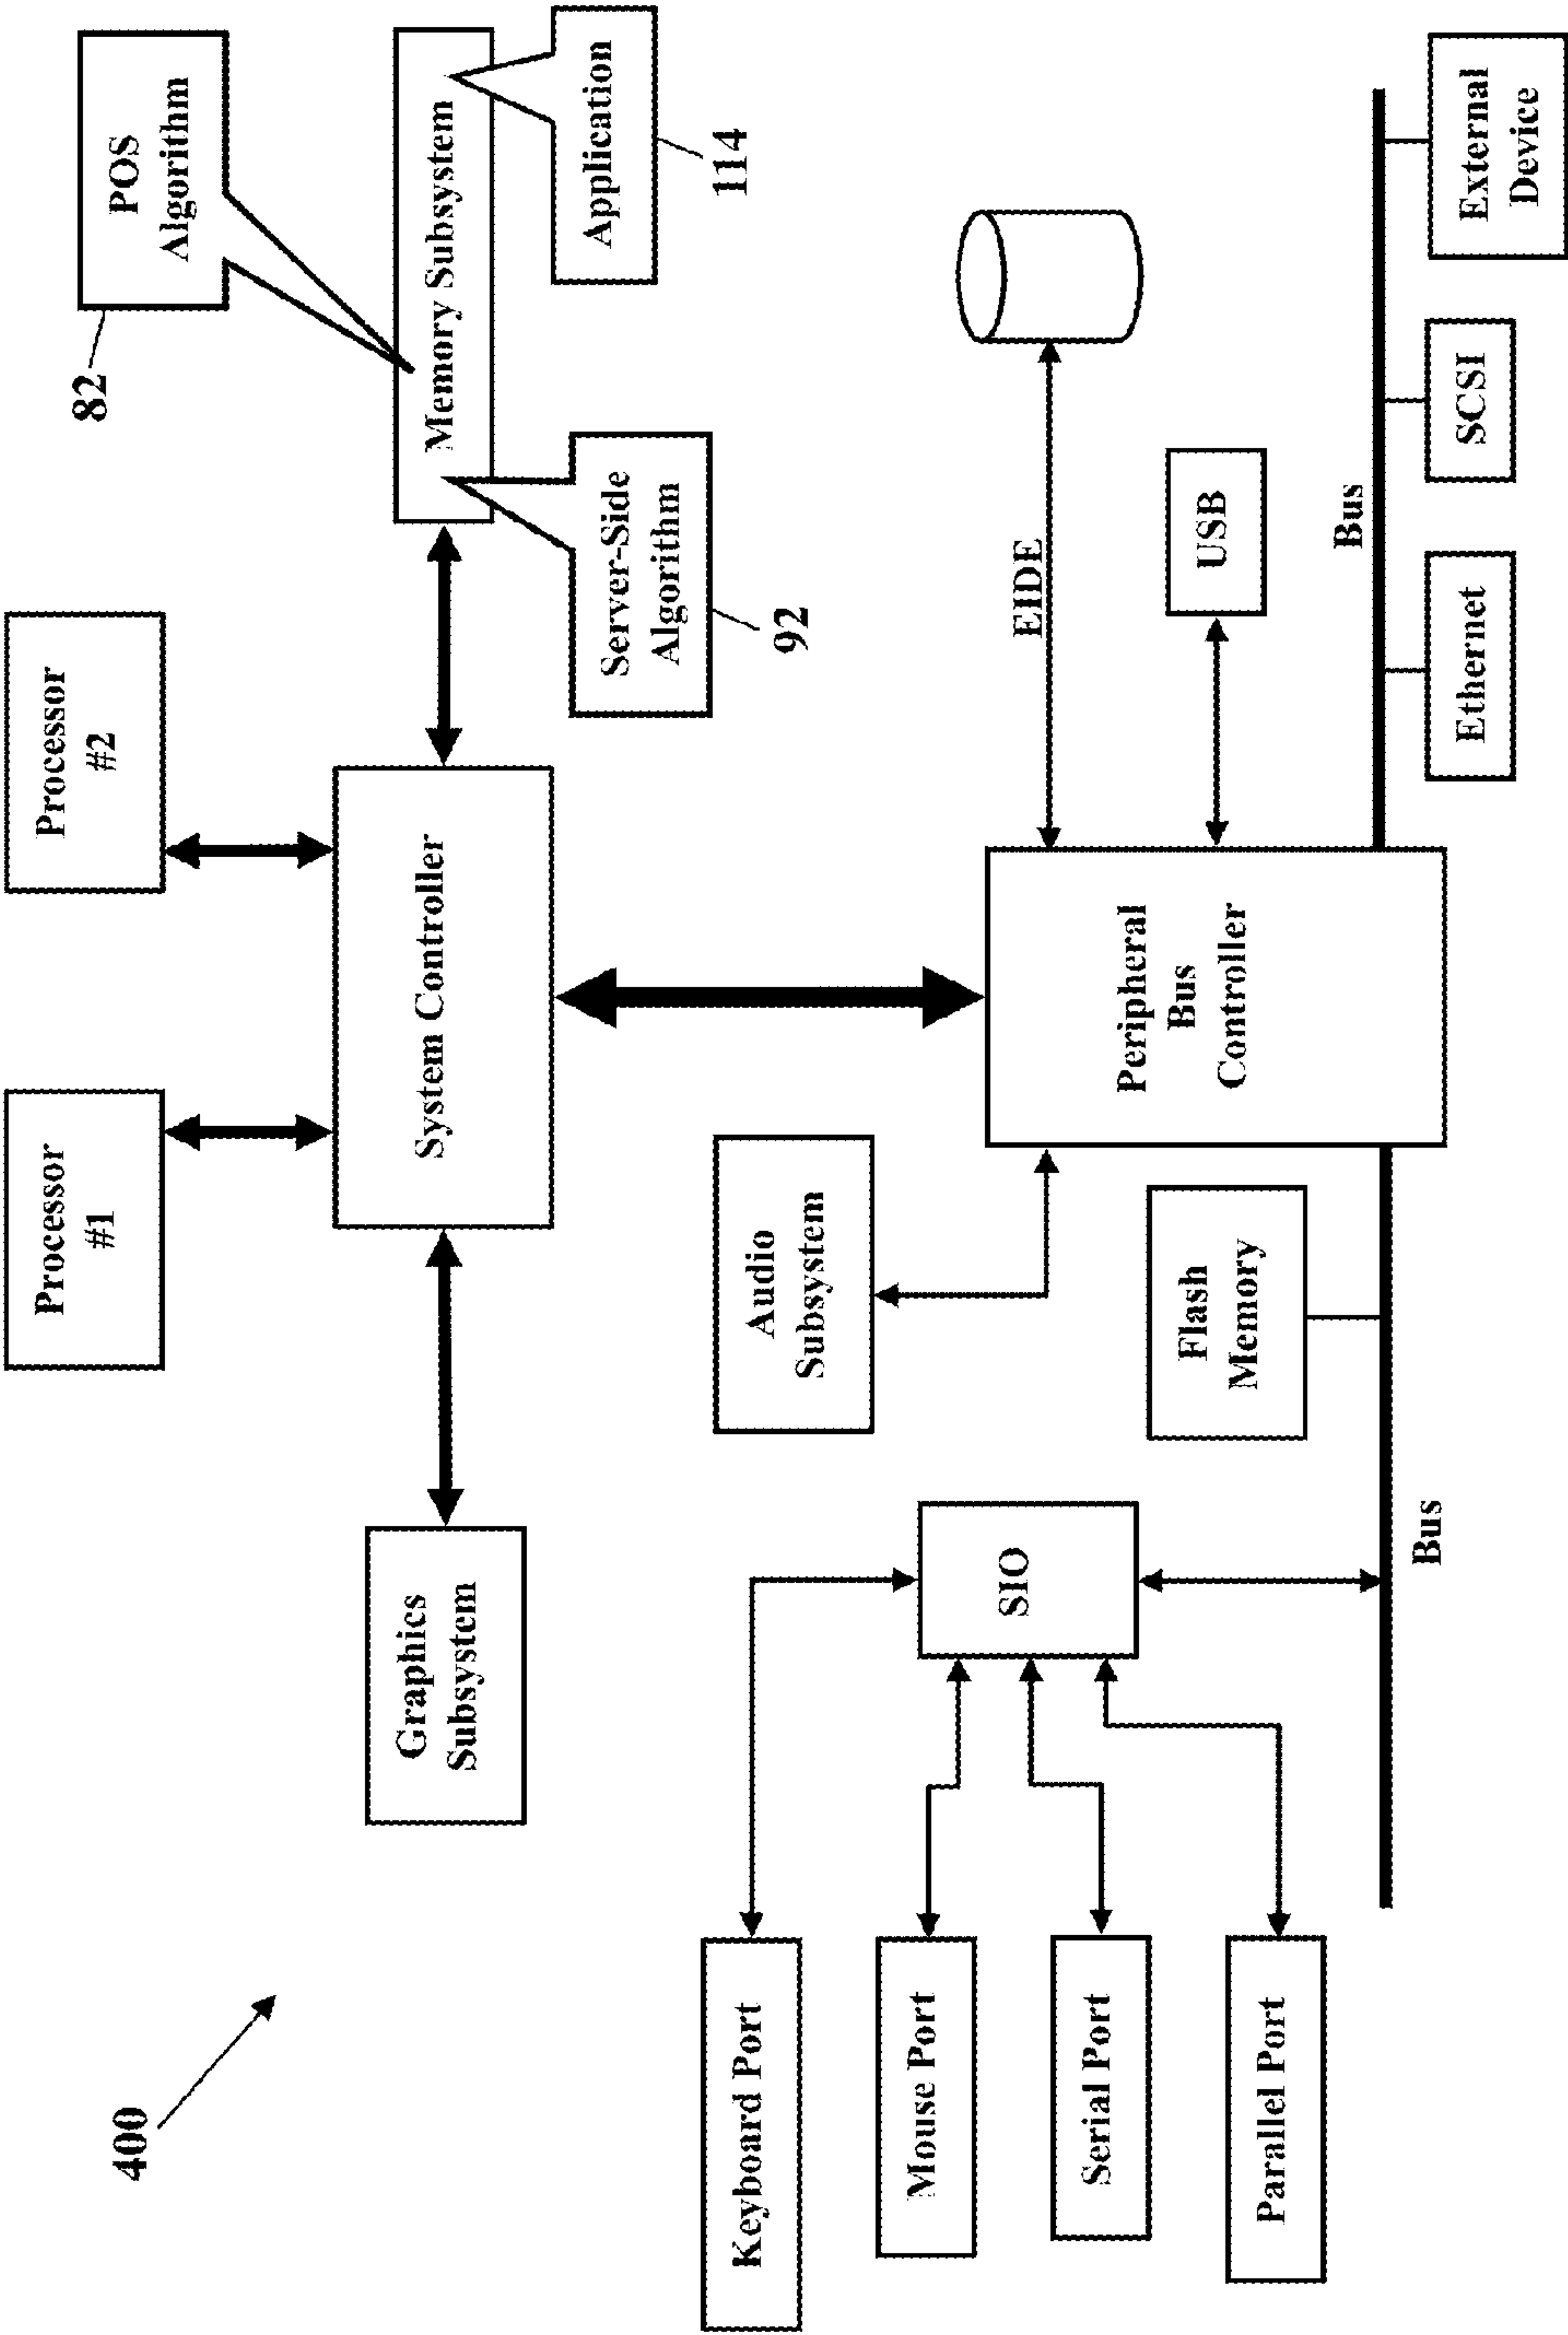 400
Processor
#1
Processor
#2
82
POS
Algorithm
Graphics
Subsystem
System Controller
Memory Subsystem
Server-Side
Algorithm
92
Application
114
Keyboard Port
Mouse Port
Serial Port
Parallel Port
SIO
Audio
Subsystem
Flash
Memory
Peripheral
Bus
Controller
EIDE
USB
Bus
Bus
Ethernet
SCSI
External
Device